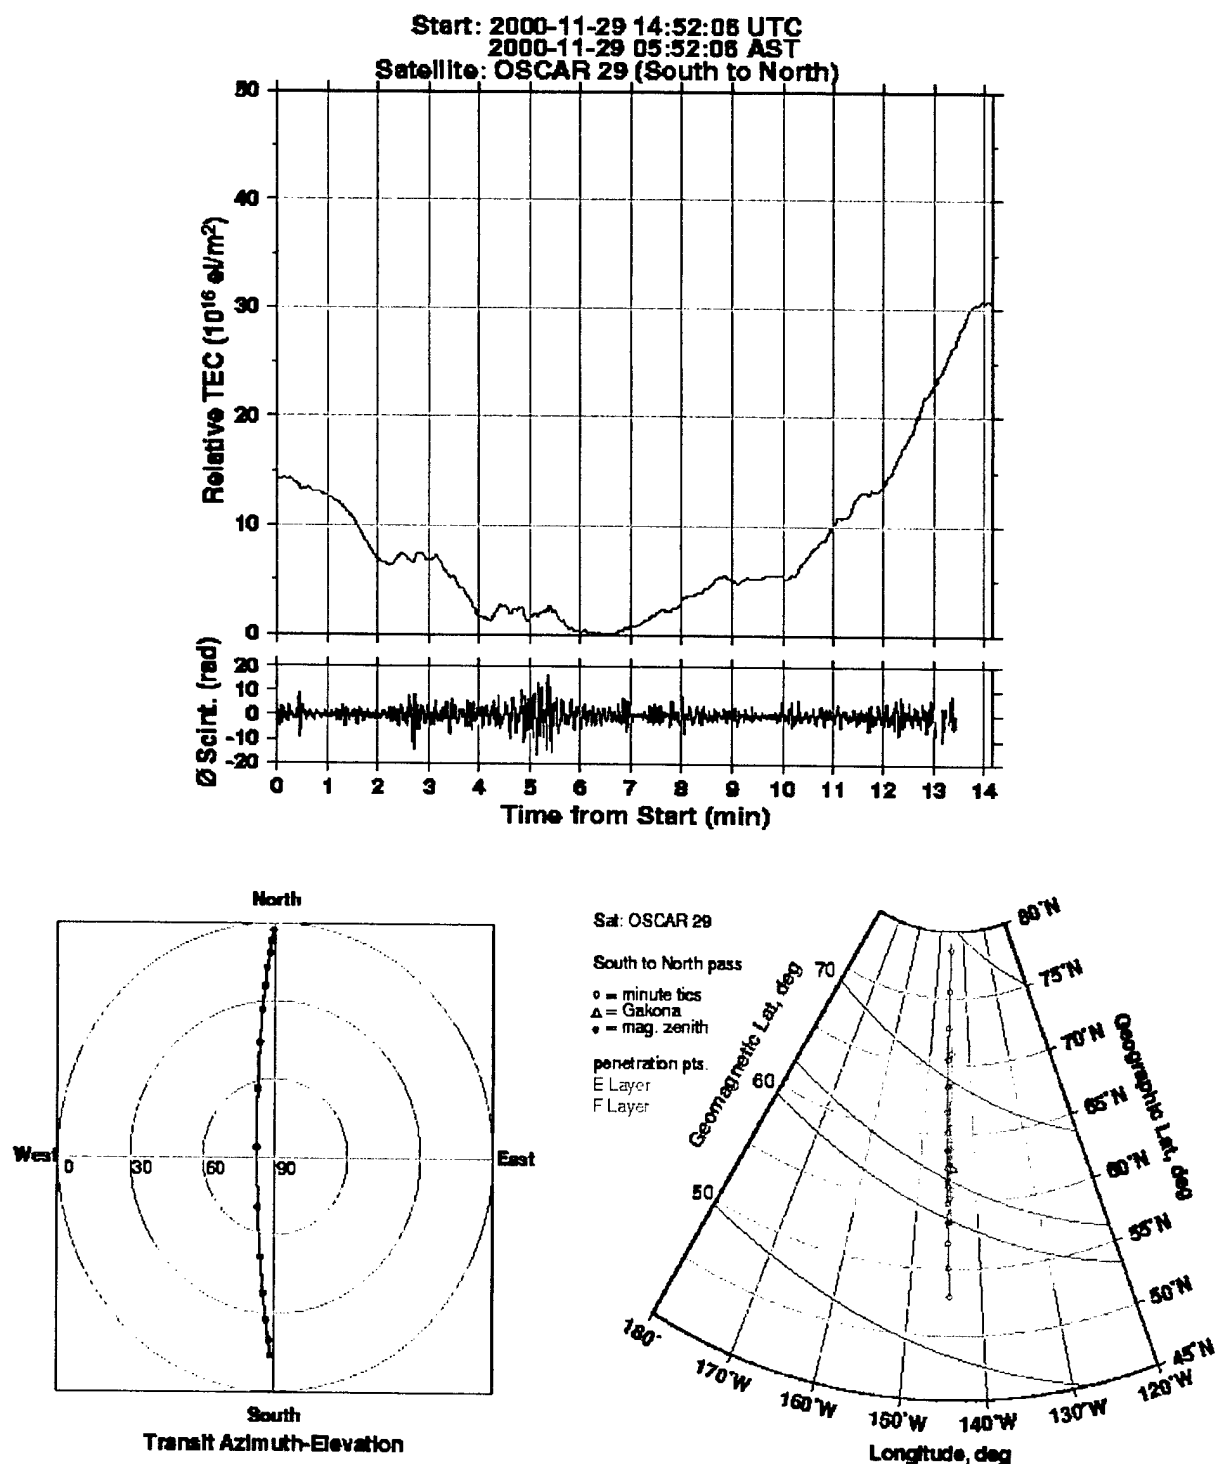 Start: 2000-11-29 14:52:06 UTC
2000-11-29 05:52:06 AST
Satellite: OSCAR 29 (South to North)
50
40
30
20
10
0
Relative TEC (10¹⁶ el/m²)
20
10
0
-10
-20
Ø Scint. (rad)
0 1 2 3 4 5 6 7 8 9 10 11 12 13 14
Time from Start (min)
North
West
0 30 60 90
East
South
Transit Azimuth-Elevation
Sat: OSCAR 29
South to North pass
o = minute tics
△ = Gakona
♦ = mag. zenith
penetration pts.
E Layer
F Layer
Geomagnetic Lat, deg
70
60
50
80°N
75°N
70°N
65°N
60°N
55°N
50°N
45°N
Geographic Lat, deg
180°
170°W
160°W
150°W
140°W
130°W
120°W
Longitude, deg